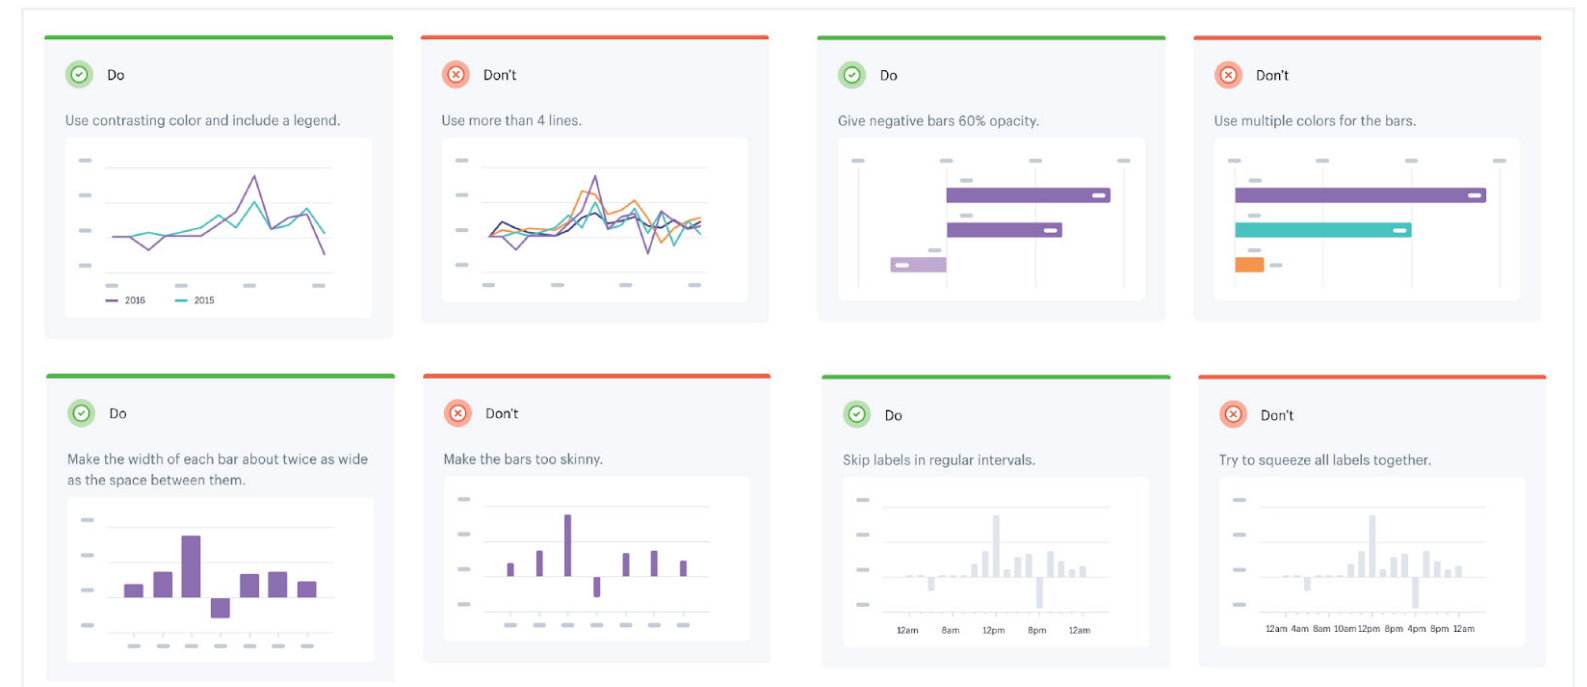 Do
Use contrasting color and include a legend.
2016 2015
Don't
Use more than 4 lines.
Do
Give negative bars 60% opacity.
Don't
Use multiple colors for the bars.
Do
Make the width of each bar about twice as wide
as the space between them.
Don't
Make the bars too skinny.
Do
Skip labels in regular intervals.
12am 8am 12pm 8pm 12am
Don't
Try to squeeze all labels together.
12am 4am 8am 10am 12pm 8pm 4pm 8pm 12am